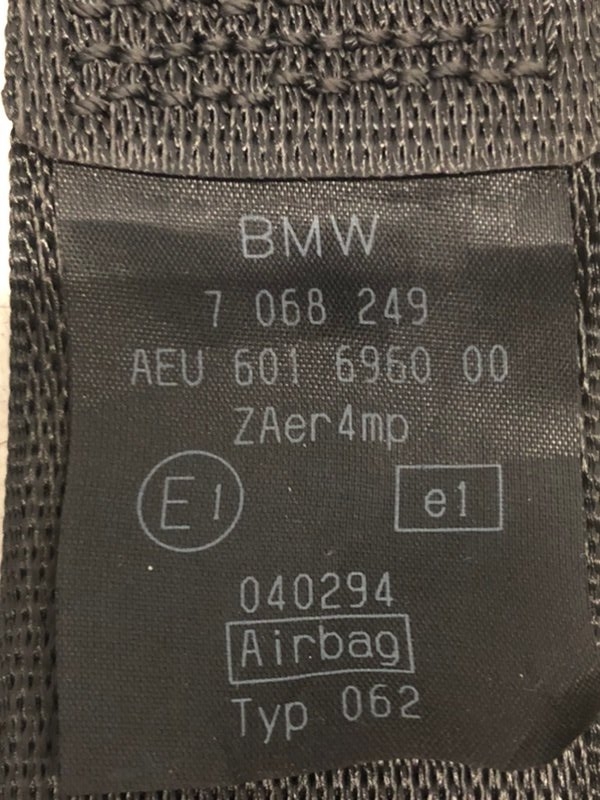 BMW
7 068 249
AEU 601 6960 00
ZAer4mp
E1 e1
040294
Airbag
Typ 062